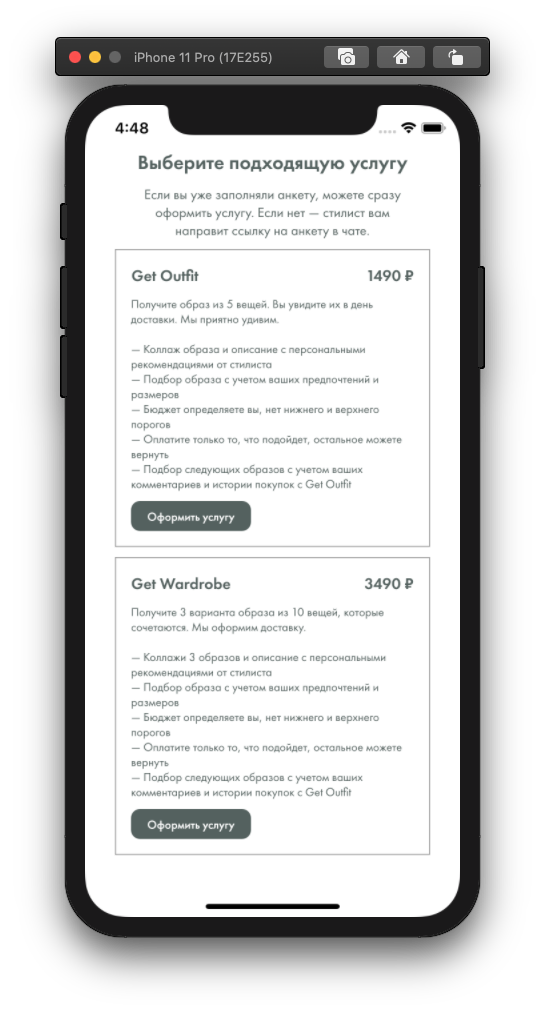 iPhone 11 Pro (17E255)
4:48
Выберите подходящую услугу
Если вы уже заполняли анкету, можете сразу
оформить услугу. Если нет — стилист вам
направит ссылку на анкету в чате.
Get Outfit 1490 ₽
Получите образ из 5 вещей. Вы увидите их в день
доставки. Мы приятно удивим.
— Коллаж образа и описание с персональными
рекомендациями от стилиста
— Подбор образа с учетом ваших предпочтений и
размеров
— Бюджет определяете вы, нет нижнего и верхнего
порогов
— Оплатите только то, что подойдет, остальное можете
вернуть
— Подбор следующих образов с учетом ваших
комментариев и истории покупок с Get Outfit
Оформить услугу
Get Wardrobe 3490 ₽
Получите 3 варианта образа из 10 вещей, которые
сочетаются. Мы оформим доставку.
— Коллажи 3 образов и описание с персональными
рекомендациями от стилиста
— Подбор образа с учетом ваших предпочтений и
размеров
— Бюджет определяете вы, нет нижнего и верхнего
порогов
— Оплатите только то, что подойдет, остальное можете
вернуть
— Подбор следующих образов с учетом ваших
комментариев и истории покупок с Get Outfit
Оформить услугу